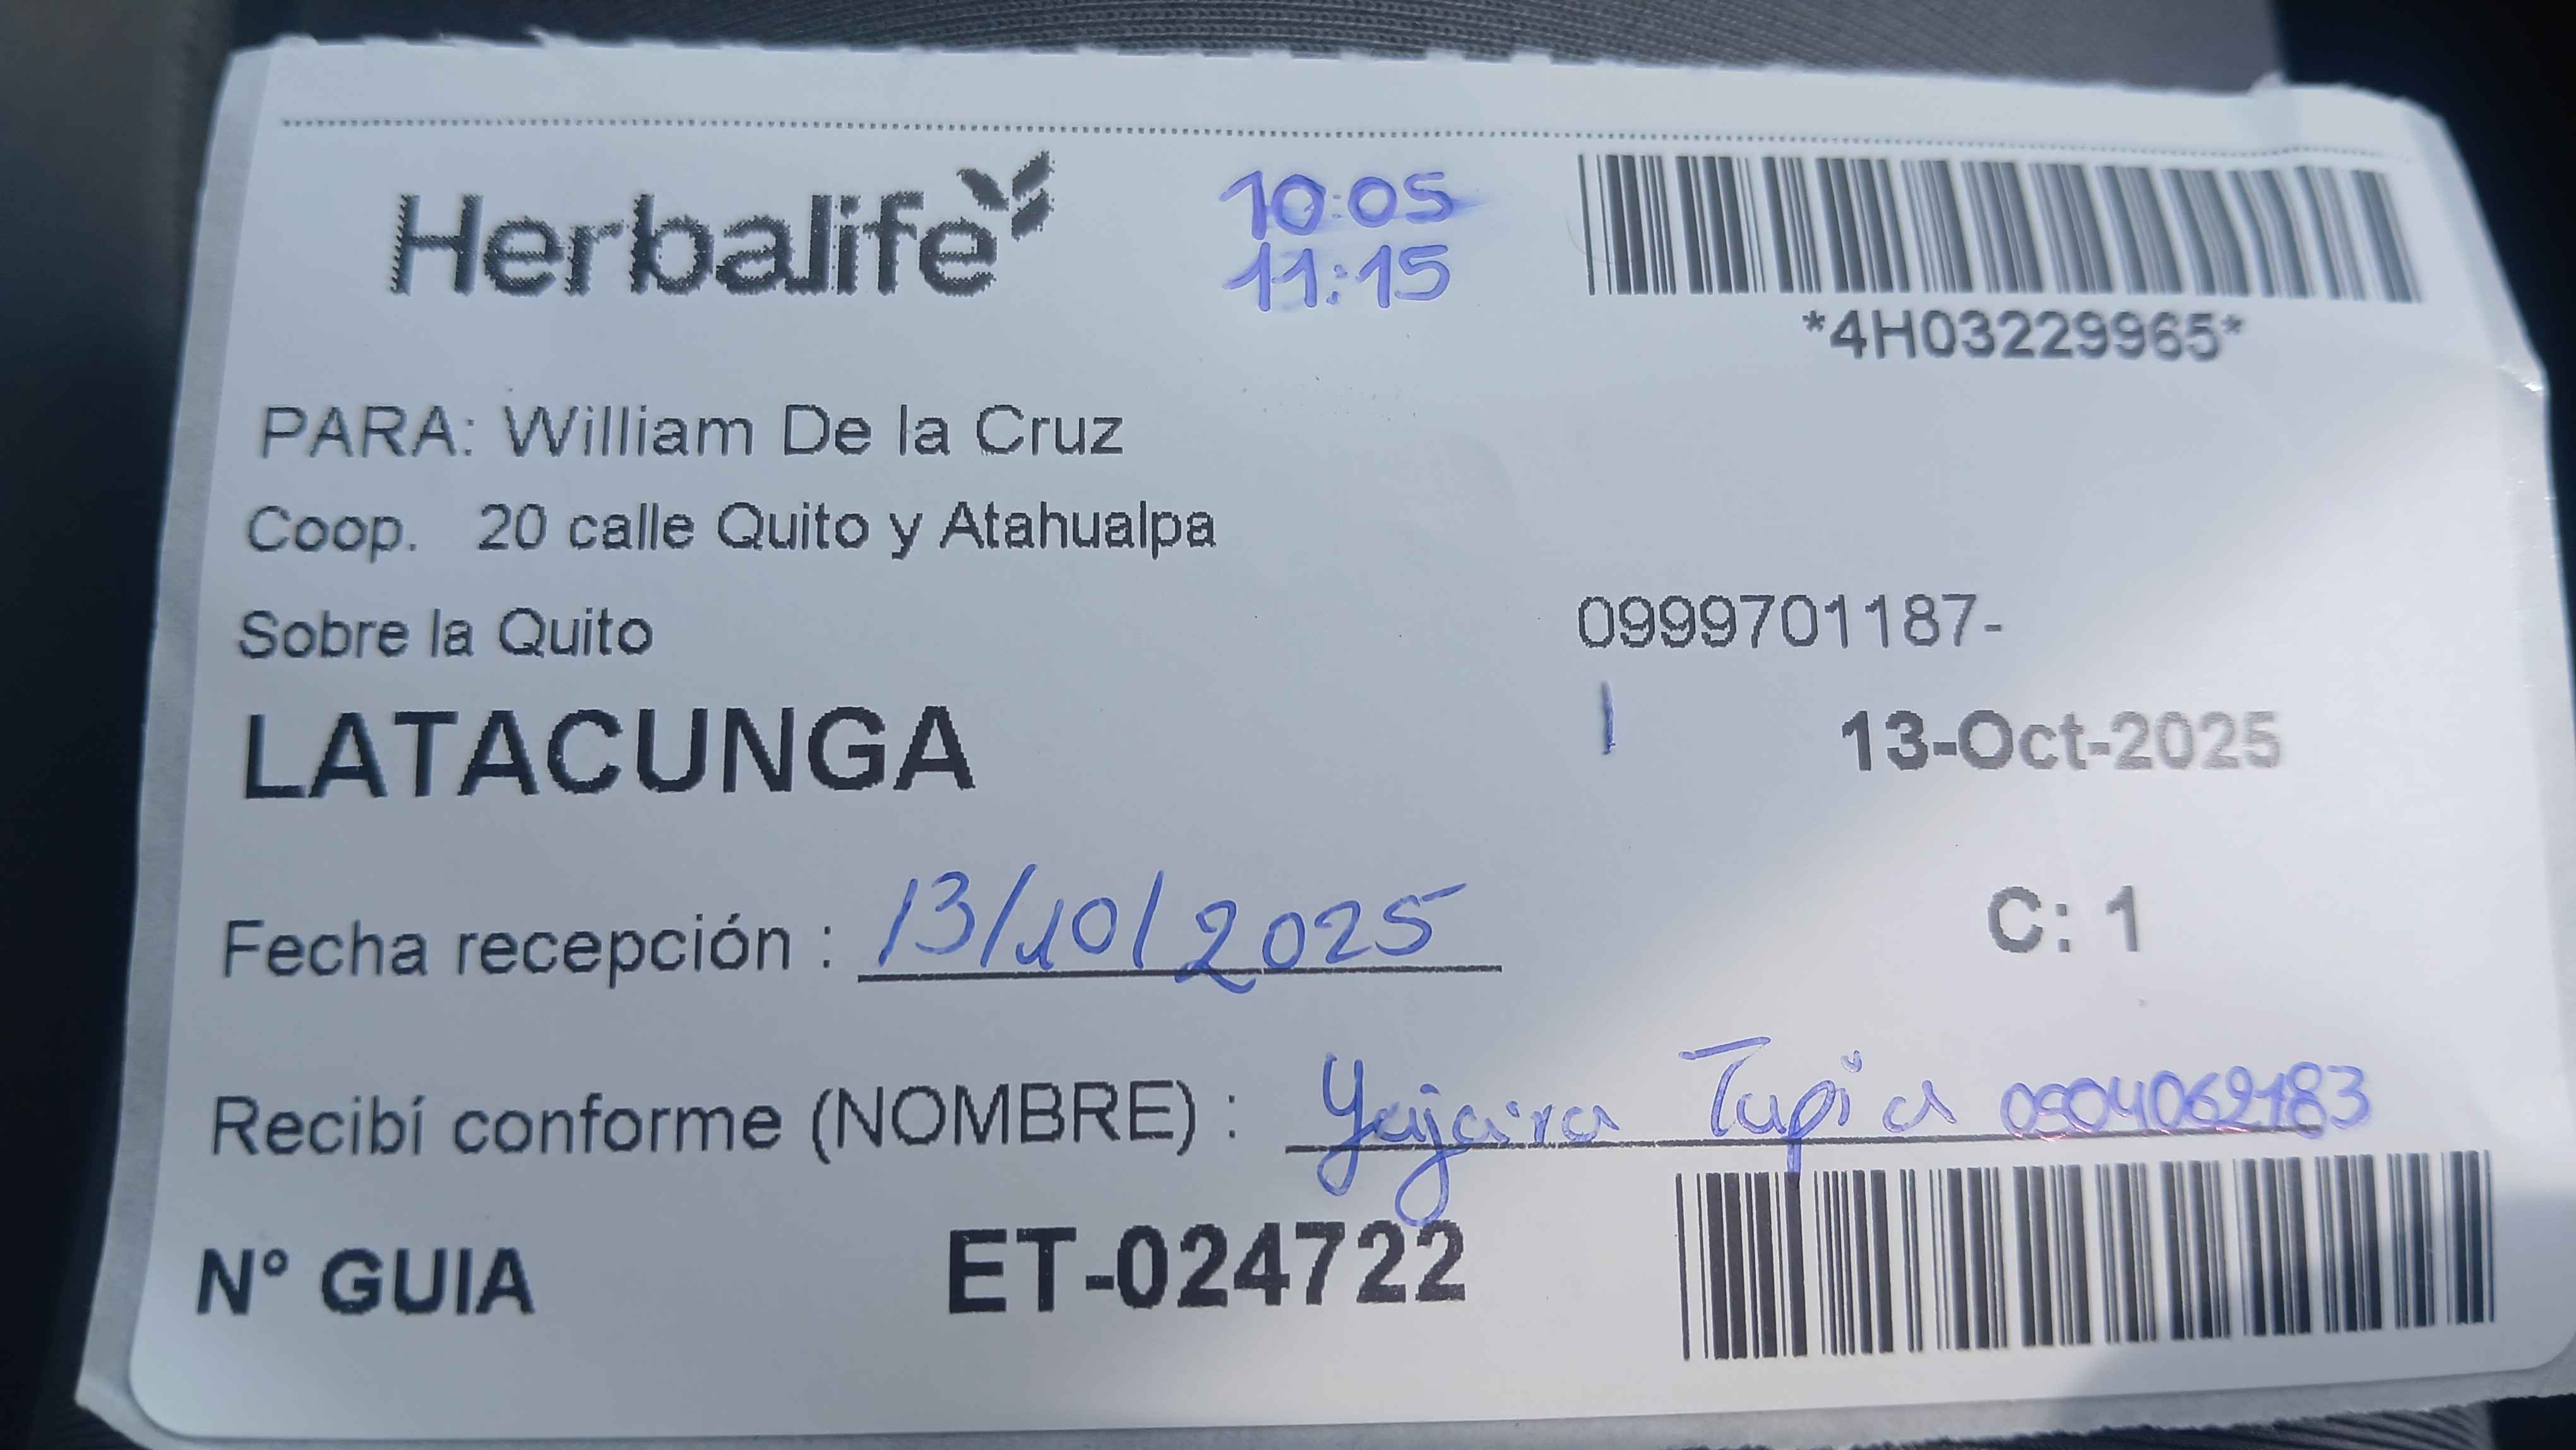 Herbalife
10:05
11:15
*4H03229965*
PARA: William De la Cruz
Coop. 20 calle Quito y Atahualpa
Sobre la Quito
0999701187-
LATACUNGA
13-Oct-2025
Fecha recepción : 13/10/2025
C: 1
Recibí conforme (NOMBRE) : Yajaira Tapia
N° GUIA ET-024722